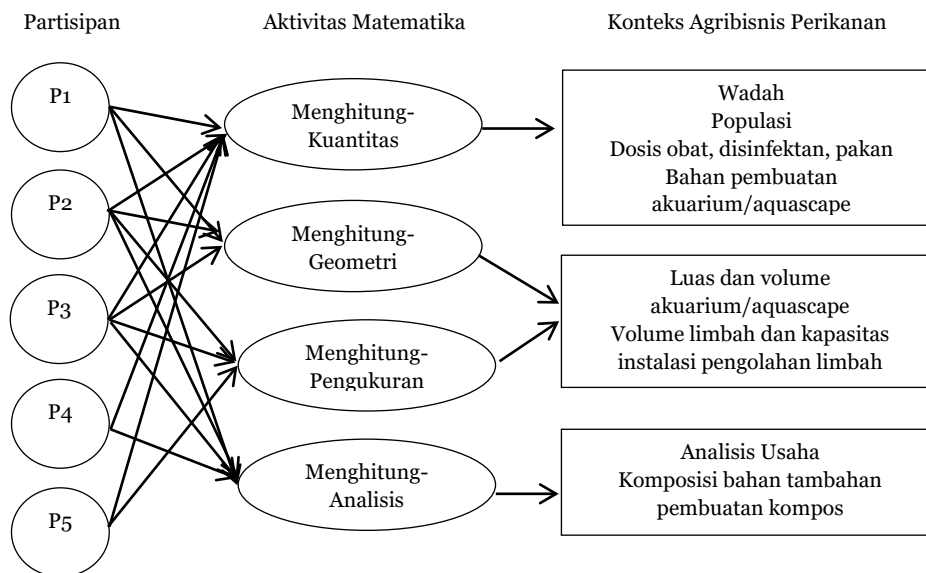 Partisipan
Aktivitas Matematika
Konteks Agribisnis Perikanan
P1
P2
P3
P4
P5
Menghitung-
Kuantitas
Menghitung-
Geometri
Menghitung-
Pengukuran
Menghitung-
Analisis
Wadah
Populasi
Dosis obat, disinfektan, pakan
Bahan pembuatan
akuarium/aquascape
Luas dan volume
akuarium/aquascape
Volume limbah dan kapasitas
instalasi pengolahan limbah
Analisis Usaha
Komposisi bahan tambahan
pembuatan kompos